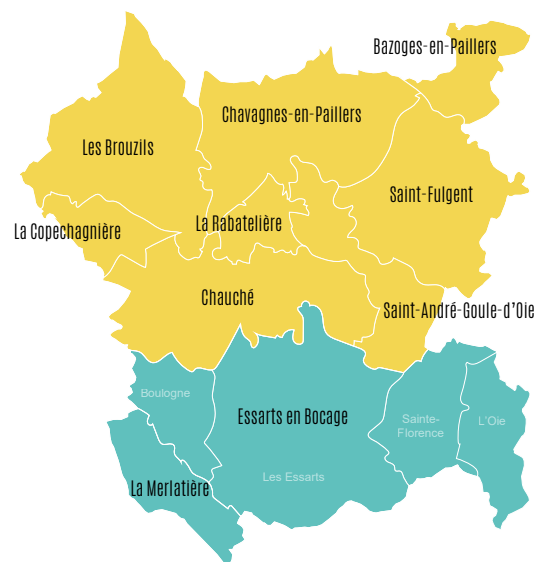 Bazoges-en-Paillers
Chavagnes-en-Paillers
Les Brouzils
Saint-Fulgent
La Rabatelière
La Copechagnière
Chauché
Saint-André-Goule-d'Oie
Boulogne
Essarts en Bocage
Sainte-
Florence
L'Oie
Les Essarts
La Merlatière